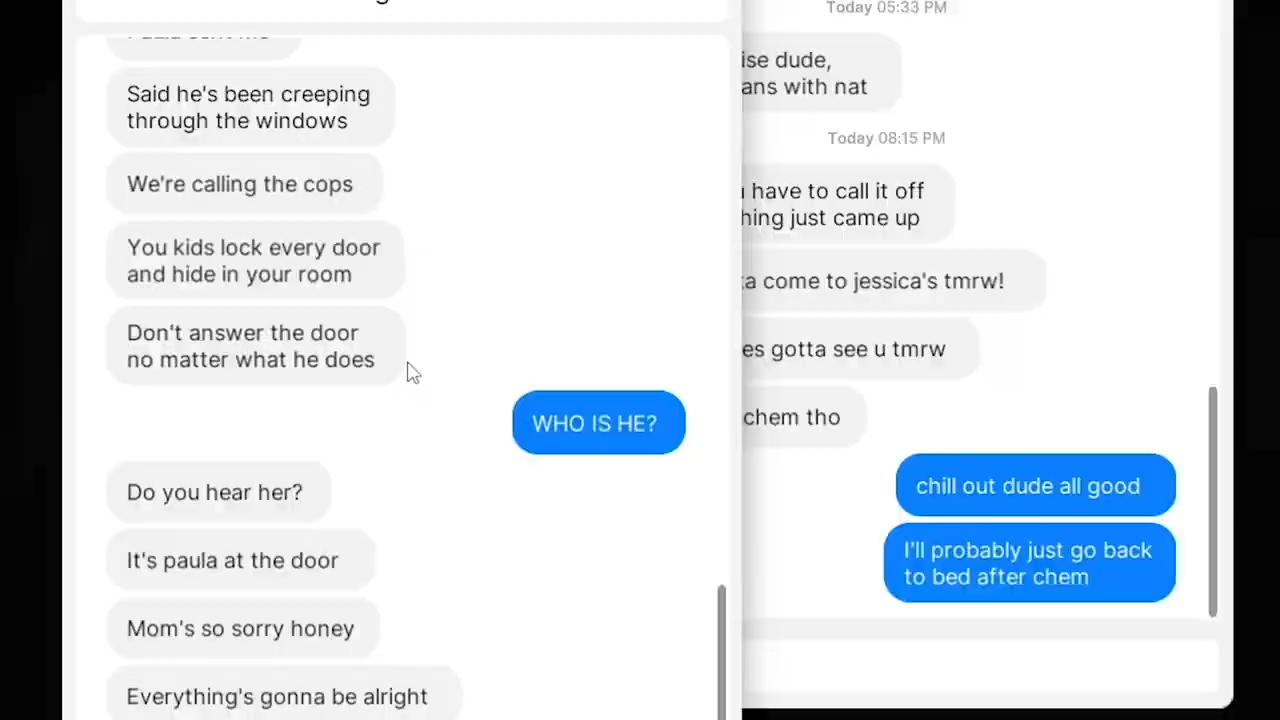 Said he's been creeping
through the windows
We're calling the cops
You kids lock every door
and hide in your room
Don't answer the door
no matter what he does
WHO IS HE?
Do you hear her?
It's paula at the door
Mom's so sorry honey
Everything's gonna be alright
Today 05:33 PM
dude,
with nat
Today 08:15 PM
have to call it off
just came up
come to jessica's tmrw!
gotta see u tmrw
chem tho
chill out dude all good
I'll probably just go back
to bed after chem